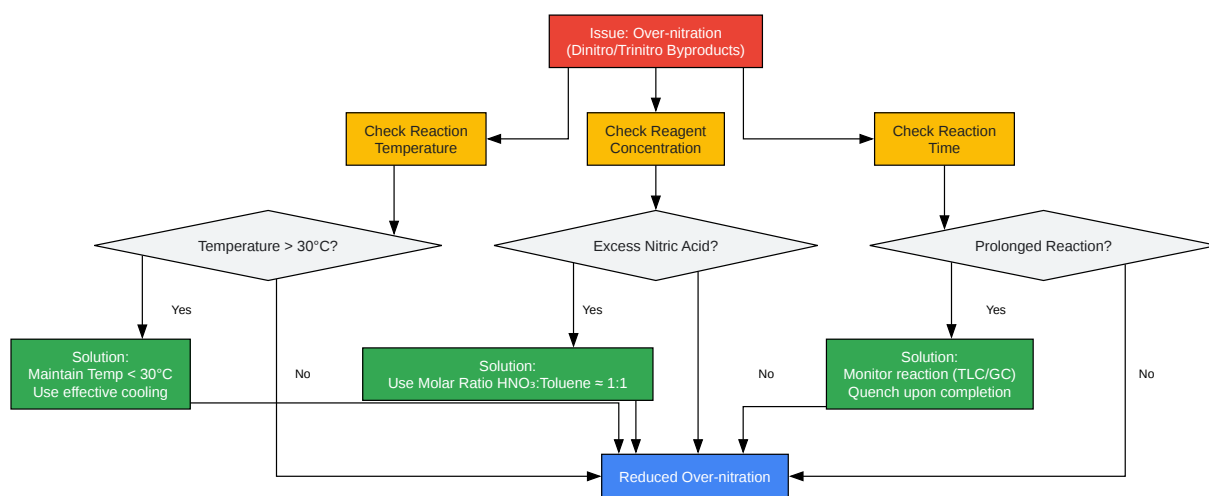 Issue: Over-nitration
(Dinitro/Trinitro Byproducts)
Check Reaction
Temperature
Check Reagent
Concentration
Check Reaction
Time
Temperature > 30°C?
Excess Nitric Acid?
Prolonged Reaction?
Yes
Yes
Yes
Solution:
Maintain Temp < 30°C
Use effective cooling
No
Solution:
Use Molar Ratio HNO₃:Toluene ≈ 1:1
No
Solution:
Monitor reaction (TLC/GC)
Quench upon completion
No
Reduced Over-nitration